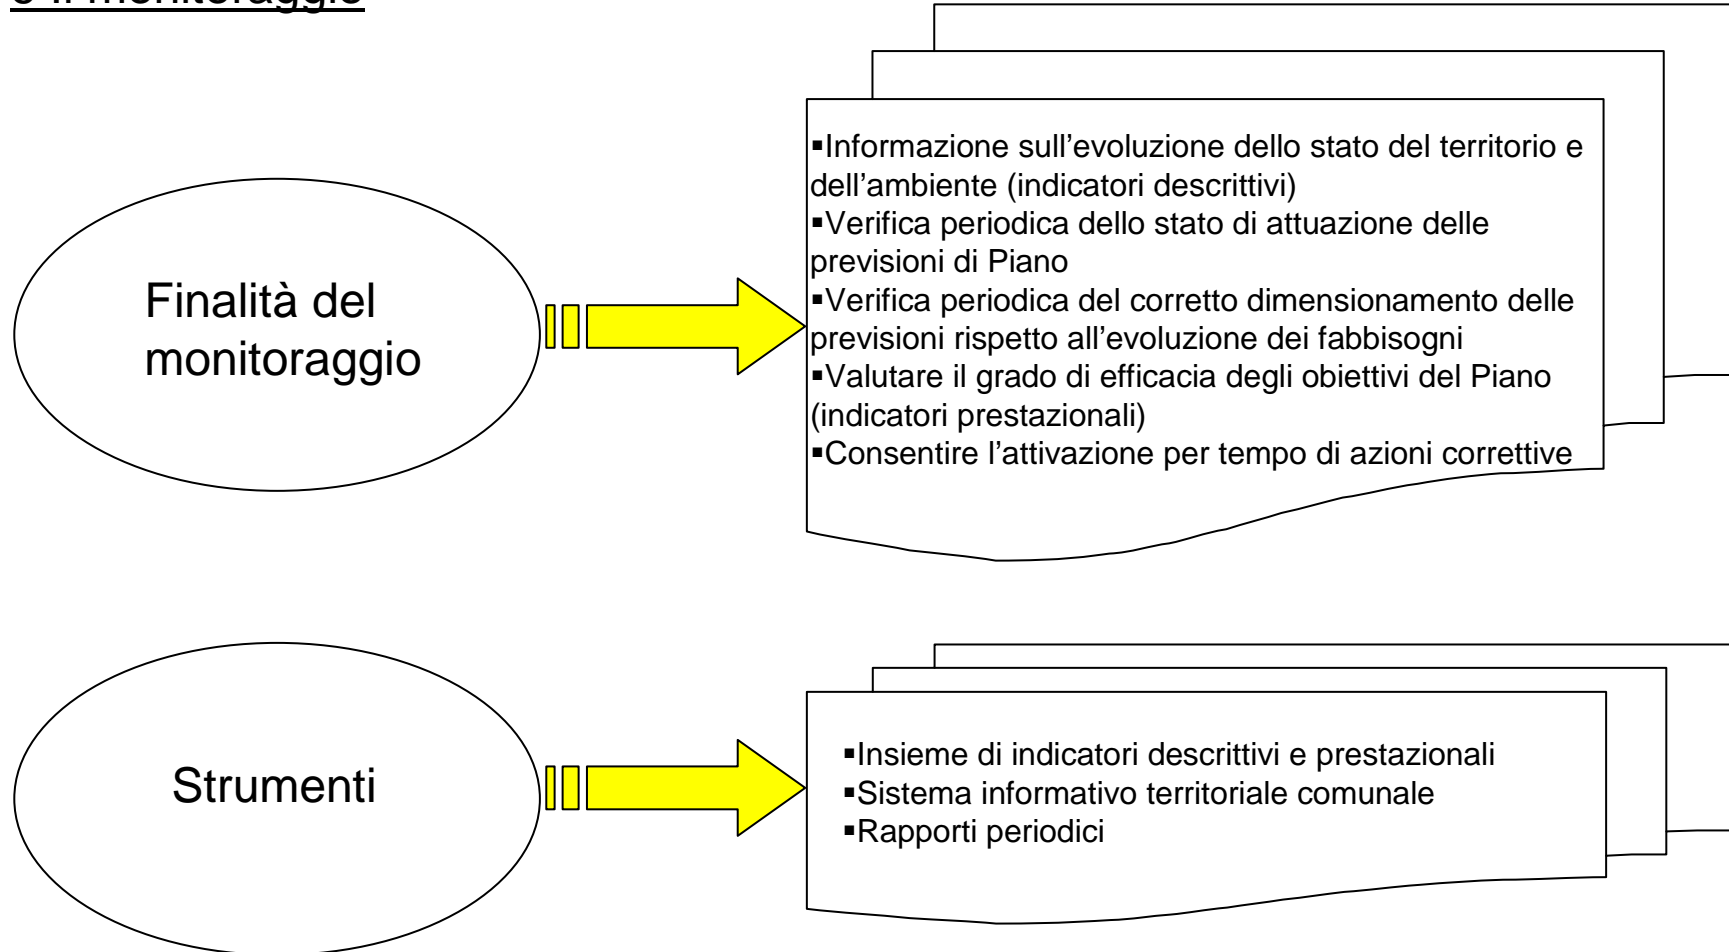 monitoraggio
Finalità del
monitoraggio
▪Informazione sull’evoluzione dello stato del territorio e
dell’ambiente (indicatori descrittivi)
▪Verifica periodica dello stato di attuazione delle
previsioni di Piano
▪Verifica periodica del corretto dimensionamento delle
previsioni rispetto all’evoluzione dei fabbisogni
▪Valutare il grado di efficacia degli obiettivi del Piano
(indicatori prestazionali)
▪Consentire l’attivazione per tempo di azioni correttive
Strumenti
▪Insieme di indicatori descrittivi e prestazionali
▪Sistema informativo territoriale comunale
▪Rapporti periodici